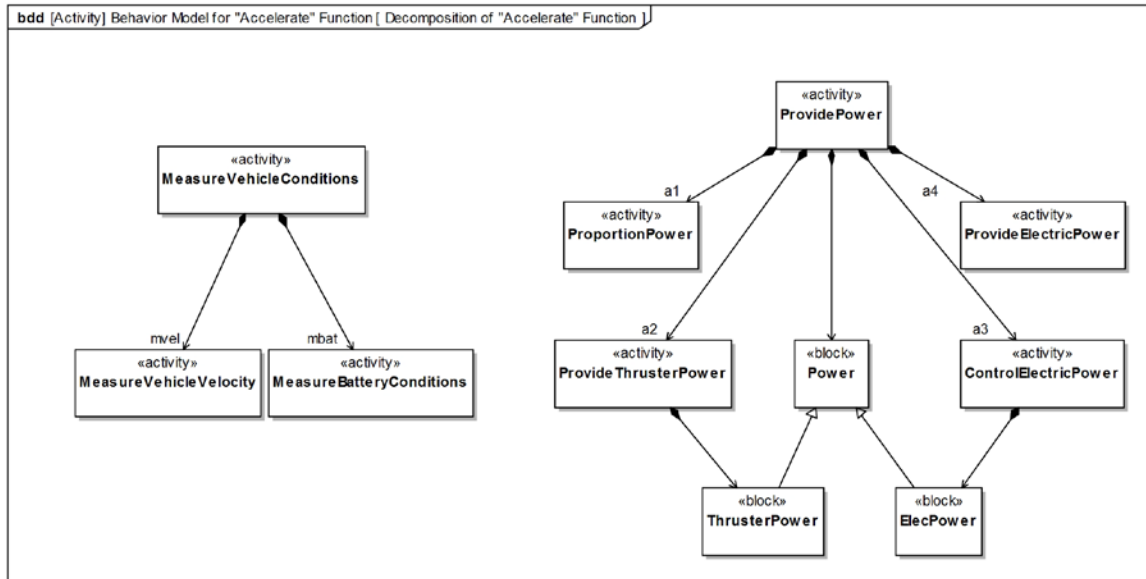 bdd [Activity] Behavior Model for "Accelerate" Function [ Decomposition of "Accelerate" Function ]
«activity»
MeasureVehicleConditions
mvel
mbat
«activity»
MeasureVehicleVelocity
«activity»
MeasureBatteryConditions
«activity»
ProvidePower
a1
a4
«activity»
ProportionPower
«activity»
ProvideElectricPower
a2
a3
«activity»
ProvideThrusterPower
«block»
Power
«activity»
ControlElectricPower
«block»
ThrusterPower
«block»
ElecPower